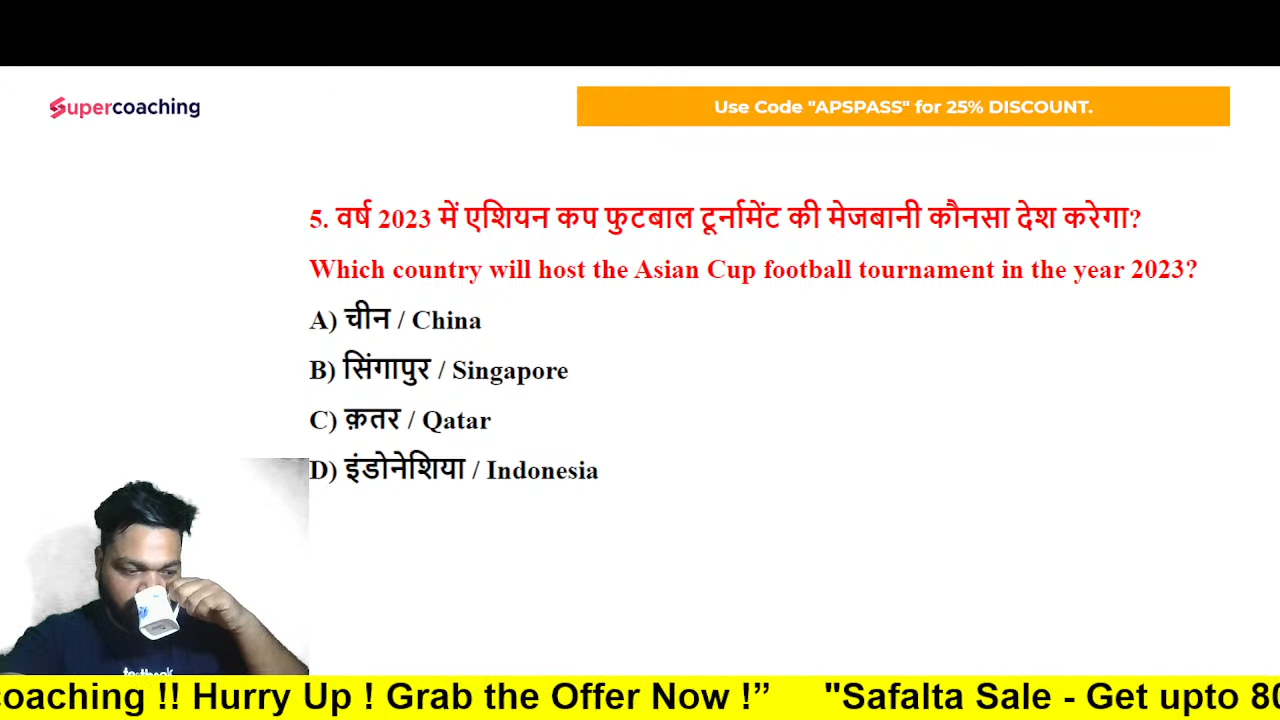 Supercoaching
Use Code "APSPASS" for 25% DISCOUNT.
5. वर्ष 2023 में एशियन कप फुटबाल टूर्नामेंट की मेजबानी कौनसा देश करेगा?
Which country will host the Asian Cup football tournament in the year 2023?
A) चीन / China
B) सिंगापुर / Singapore
C) क़तर / Qatar
D) इंडोनेशिया / Indonesia
coaching !! Hurry Up ! Grab the Offer Now !” "Safalta Sale - Get upto 80